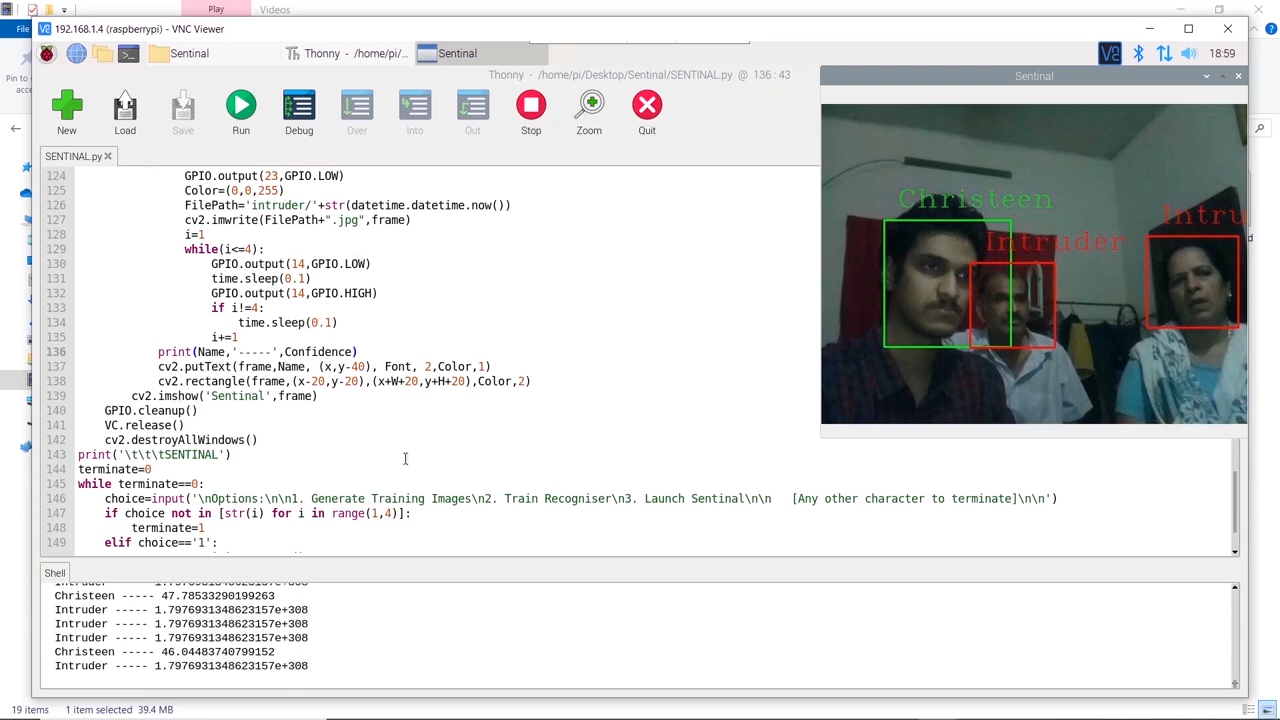 Play
Videos
File
192.168.1.4 (raspberrypi) - VNC Viewer
Pin to
Sentinal
Thonny - /home/pi/...
Sentinal
18:59
Thonny - /home/pi/Desktop/Sentinal/SENTINAL.py @ 136 : 43
Sentinal
New
Load
Save
Run
Debug
Over
Into
Out
Stop
Zoom
Quit
SENTINAL.py
124 GPIO.output(23,GPIO.LOW)
125 Color=(0,0,255)
126 FilePath='intruder/'+str(datetime.datetime.now())
127 cv2.imwrite(FilePath+".jpg",frame)
128 i=1
129 while(i<=4):
130 GPIO.output(14,GPIO.LOW)
131 time.sleep(0.1)
132 GPIO.output(14,GPIO.HIGH)
133 if i!=4:
134 time.sleep(0.1)
135 i+=1
136 print(Name,'-----',Confidence)
137 cv2.putText(frame,Name, (x,y-40), Font, 2,Color,1)
138 cv2.rectangle(frame,(x-20,y-20),(x+W+20,y+H+20),Color,2)
139 cv2.imshow('Sentinal',frame)
140 GPIO.cleanup()
141 VC.release()
142 cv2.destroyAllWindows()
143 print('\t\t\tSENTINAL')
144 terminate=0
145 while terminate==0:
146 choice=input('\nOptions:\n\n1. Generate Training Images\n2. Train Recogniser\n3. Launch Sentinal\n\n   [Any other character to terminate]\n\n')
147 if choice not in [str(i) for i in range(1,4)]:
148 terminate=1
149 elif choice=='1':
Christeen
Intruder
Intru
Shell
Christeen ----- 47.78533290199263
Intruder ----- 1.7976931348623157e+308
Intruder ----- 1.7976931348623157e+308
Intruder ----- 1.7976931348623157e+308
Christeen ----- 46.04483740799152
Intruder ----- 1.7976931348623157e+308
19 items 1 item selected 39.4 MB